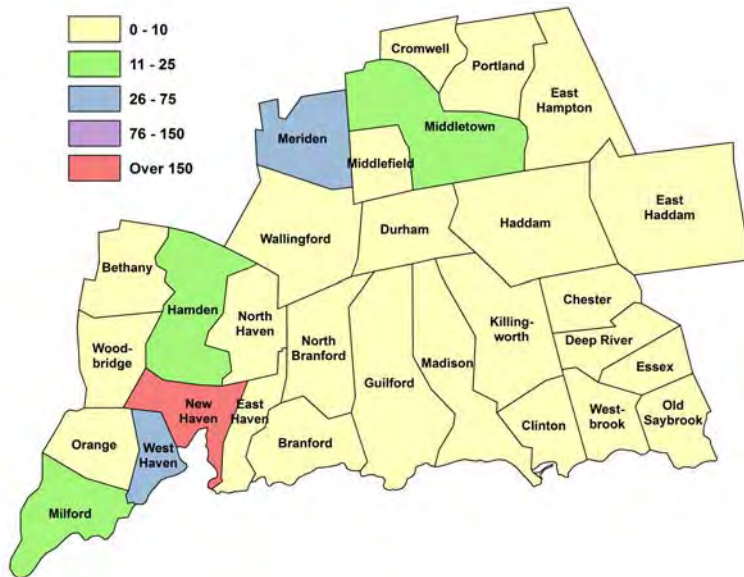 0 - 10
11 - 25
26 - 75
76 - 150
Over 150
Cromwell
Portland
East
Hampton
Meriden
Middletown
Middlefield
East
Haddam
Haddam
Durham
Wallingford
Bethany
Hamden
North
Haven
Chester
Killing-
worth
North
Branford
Madison
Deep River
Wood-
bridge
Guilford
Essex
New
Haven
East
Haven
West-
brook
Old
Saybrook
Clinton
Orange
West
Haven
Branford
Milford